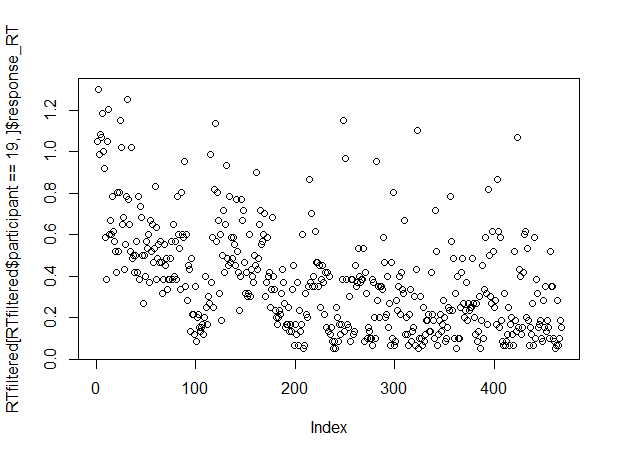 RTfiltered[RTfiltered$participant == 19, ]$response_RT
0.0 0.2 0.4 0.6 0.8 1.0 1.2
0 100 200 300 400
Index